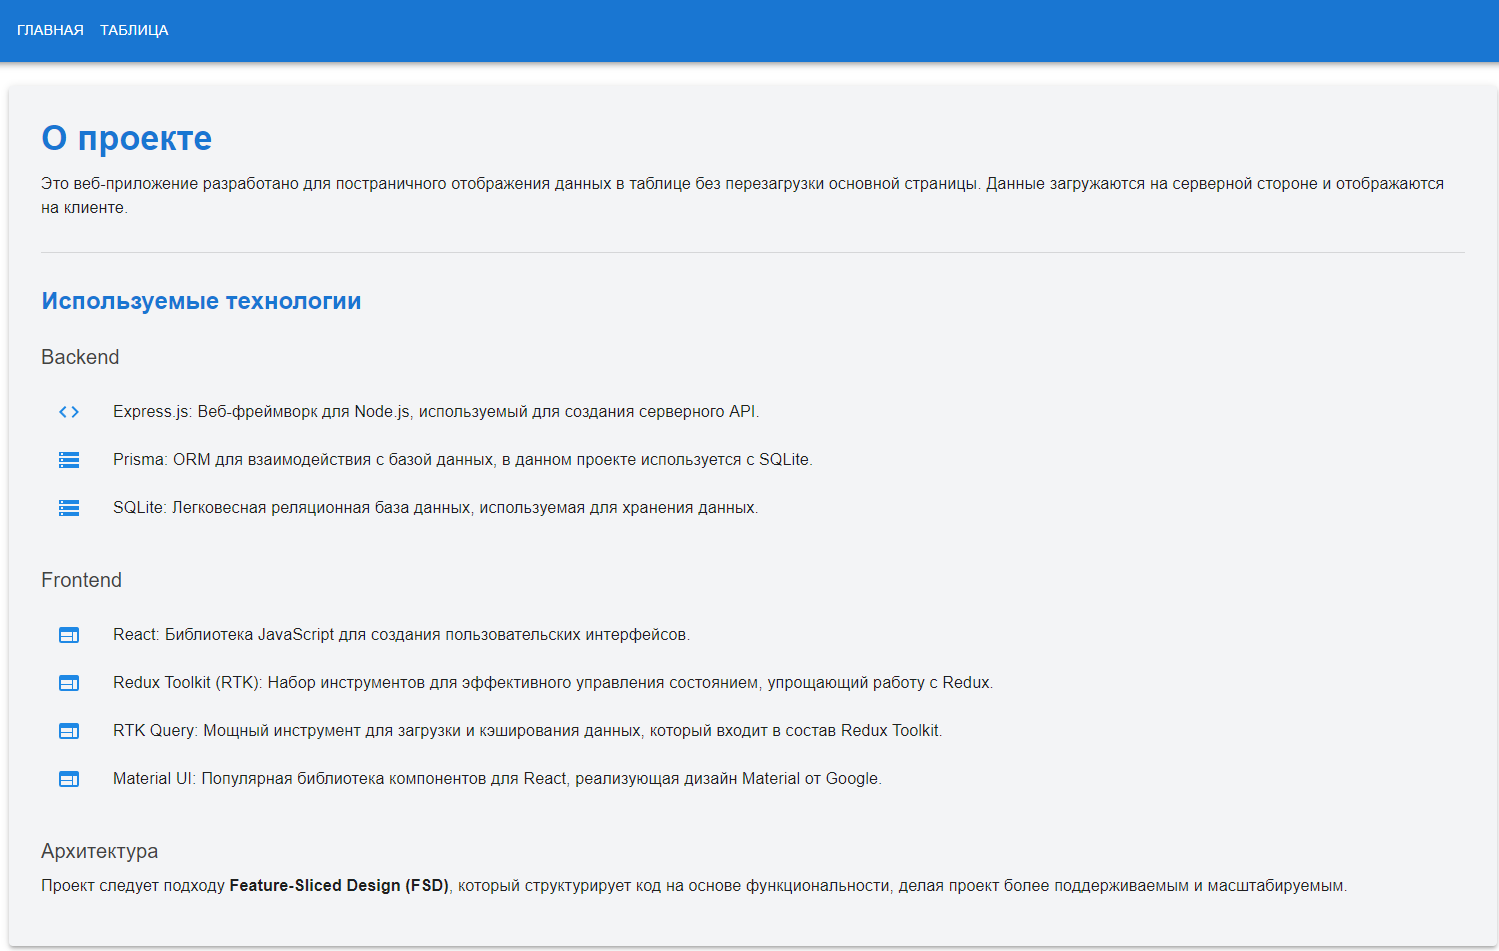 ГЛАВНАЯ ТАБЛИЦА
О проекте
Это веб-приложение разработано для постраничного отображения данных в таблице без перезагрузки основной страницы. Данные загружаются на серверной стороне и отображаются
на клиенте.
Используемые технологии
Backend
Express.js: Веб-фреймворк для Node.js, используемый для создания серверного API.
Prisma: ORM для взаимодействия с базой данных, в данном проекте используется с SQLite.
SQLite: Легковесная реляционная база данных, используемая для хранения данных.
Frontend
React: Библиотека JavaScript для создания пользовательских интерфейсов.
Redux Toolkit (RTK): Набор инструментов для эффективного управления состоянием, упрощающий работу с Redux.
RTK Query: Мощный инструмент для загрузки и кэширования данных, который входит в состав Redux Toolkit.
Material UI: Популярная библиотека компонентов для React, реализующая дизайн Material от Google.
Архитектура
Проект следует подходу Feature-Sliced Design (FSD), который структурирует код на основе функциональности, делая проект более поддерживаемым и масштабируемым.